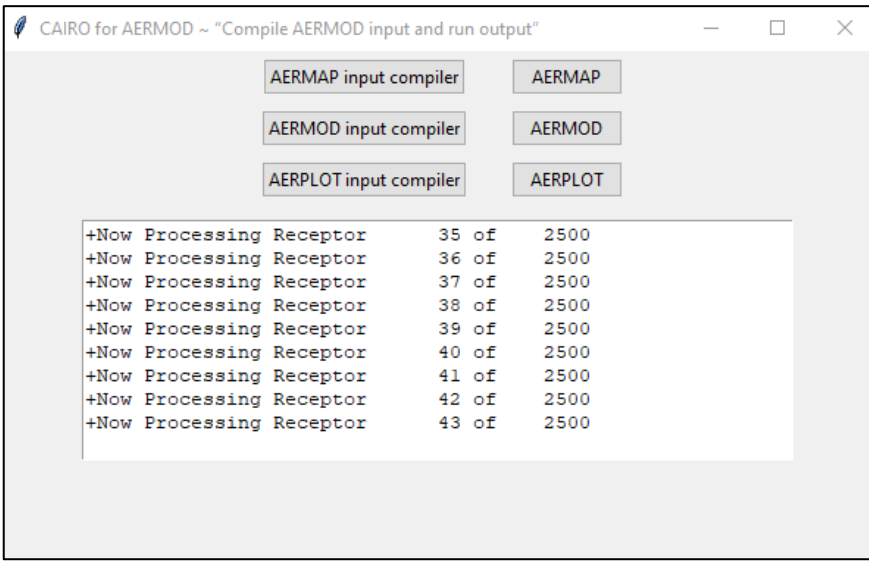 CAIRO for AERMOD ~ "Compile AERMOD input and run output"
AERMAP input compiler AERMAP
AERMOD input compiler AERMOD
AERPLOT input compiler AERPLOT
+Now Processing Receptor 35 of 2500
+Now Processing Receptor 36 of 2500
+Now Processing Receptor 37 of 2500
+Now Processing Receptor 38 of 2500
+Now Processing Receptor 39 of 2500
+Now Processing Receptor 40 of 2500
+Now Processing Receptor 41 of 2500
+Now Processing Receptor 42 of 2500
+Now Processing Receptor 43 of 2500